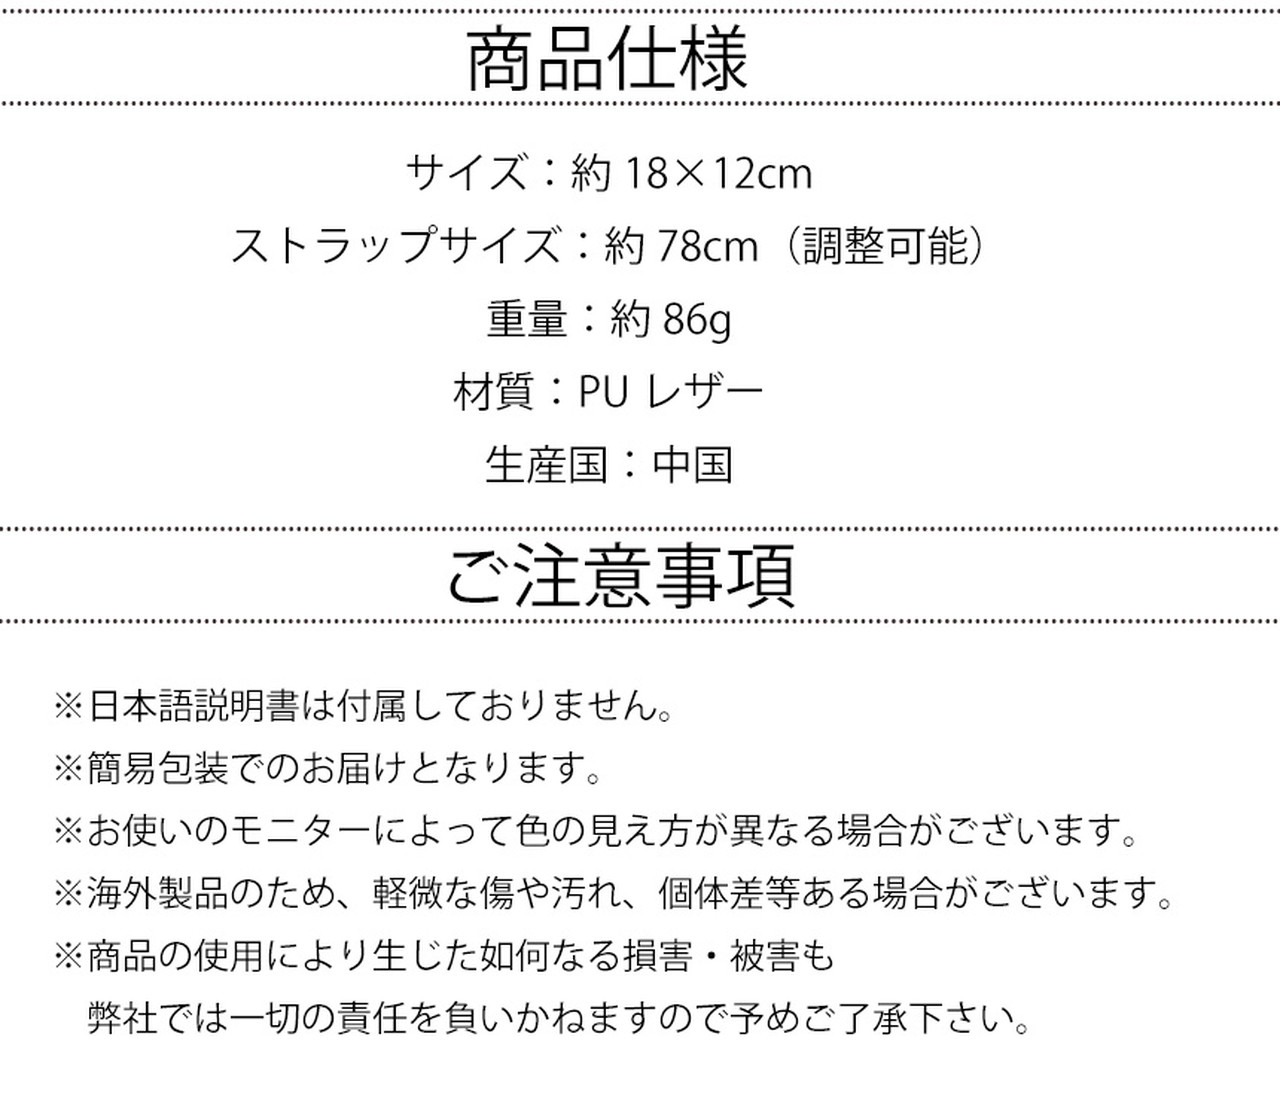 商品仕様
サイズ：約 18×12cm
ストラップサイズ：約 78cm（調整可能）
重量：約 86g
材質：PU レザー
生産国：中国
ご注意事項
※日本語説明書は付属しておりません。
※簡易包装でのお届けとなります。
※お使いのモニターによって色の見え方が異なる場合がございます。
※海外製品のため、軽微な傷や汚れ、個体差等ある場合がございます。
※商品の使用により生じた如何なる損害・被害も
弊社では一切の責任を負いかねますので予めご了承下さい。